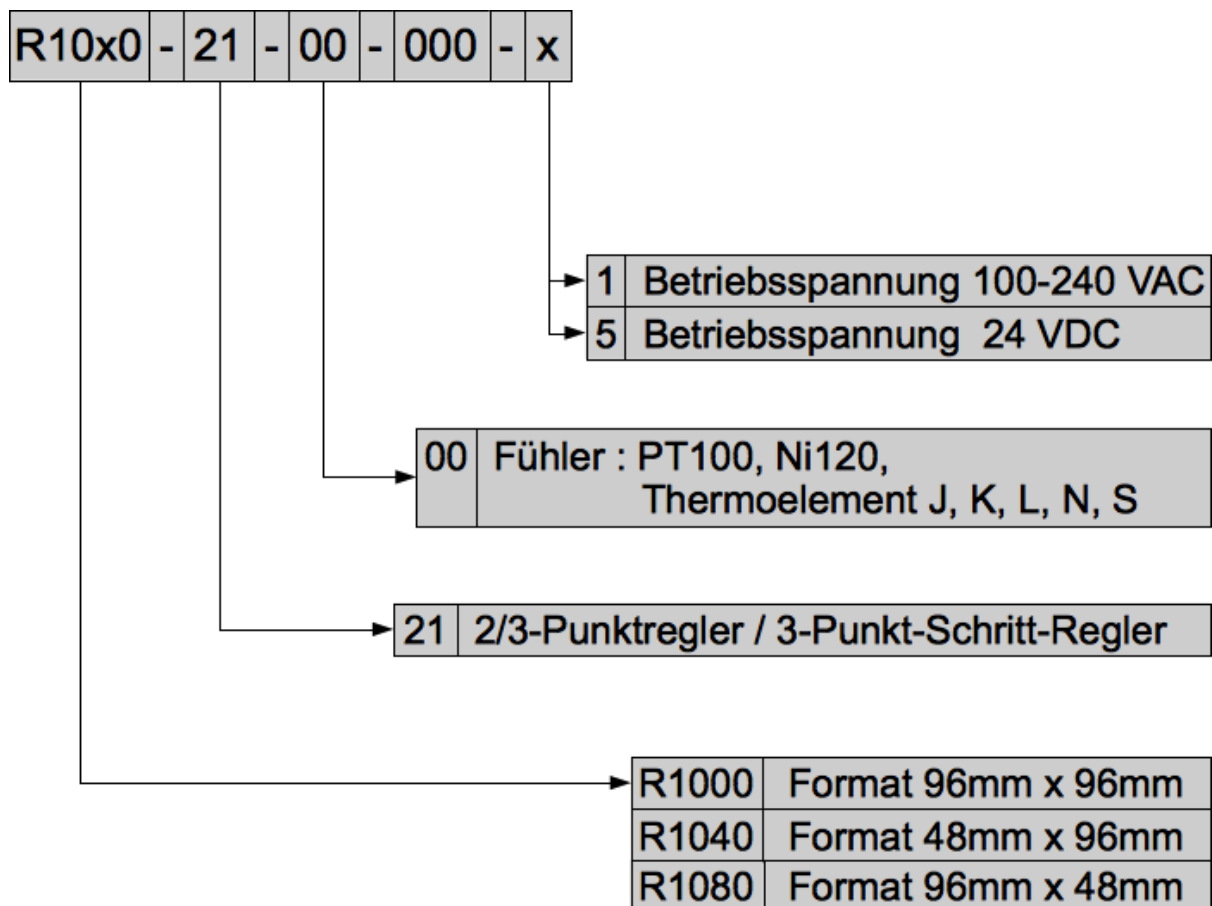 R10x0 - 21 - 00 - 000 - x
1 Betriebsspannung 100-240 VAC
5 Betriebsspannung 24 VDC
00 Fühler : PT100, Ni120,
Thermoelement J, K, L, N, S
21 2/3-Punktregler / 3-Punkt-Schritt-Regler
R1000 Format 96mm x 96mm
R1040 Format 48mm x 96mm
R1080 Format 96mm x 48mm